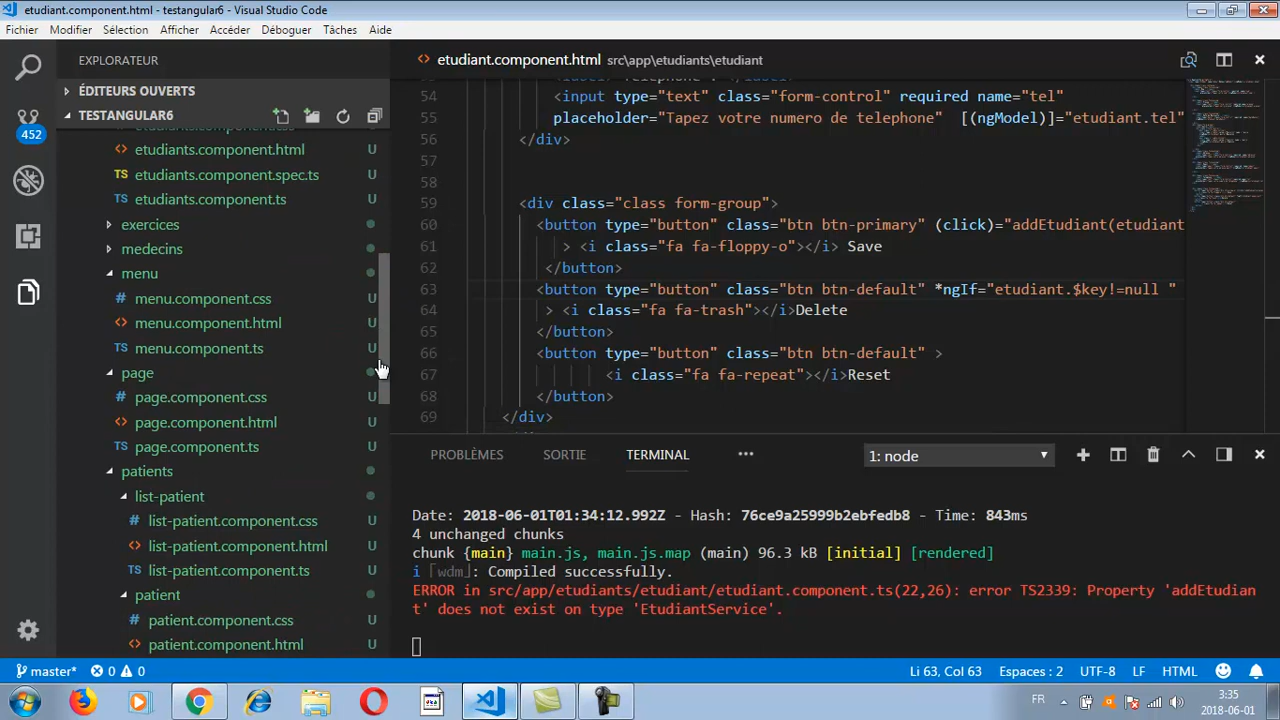 etudiant.component.html - testangular6 - Visual Studio Code
Fichier Modifier Sélection Afficher Accéder Déboguer Tâches Aide
EXPLORATEUR
ÉDITEURS OUVERTS
TESTANGULAR6
452
etudiants.component.css
etudiants.component.html U
etudiants.component.spec.ts U
etudiants.component.ts U
exercices
medecins
menu
menu.component.css U
menu.component.html U
menu.component.ts U
page
page.component.css U
page.component.html U
page.component.ts U
patients
list-patient
list-patient.component.css U
list-patient.component.html U
list-patient.component.ts U
patient
patient.component.css U
patient.component.html U
etudiant.component.html src\app\etudiants\etudiant
54 <input type="text" class="form-control" required name="tel"
55 placeholder="Tapez votre numero de telephone" [(ngModel)]="etudiant.tel"
56 </div>
57
58
59 <div class="class form-group">
60 <button type="button" class="btn btn-primary" (click)="addEtudiant(etudiant
61 > <i class="fa fa-floppy-o"></i> Save
62 </button>
63 <button type="button" class="btn btn-default" *ngIf="etudiant.$key!=null "
64 > <i class="fa fa-trash"></i>Delete
65 </button>
66 <button type="button" class="btn btn-default" >
67 <i class="fa fa-repeat"></i>Reset
68 </button>
69 </div>
PROBLÈMES SORTIE TERMINAL ••• 1: node
Date: 2018-06-01T01:34:12.992Z - Hash: 76ce9a25999b2ebfedb8 - Time: 843ms
4 unchanged chunks
chunk {main} main.js, main.js.map (main) 96.3 kB [initial] [rendered]
i ｢wdm｣: Compiled successfully.
ERROR in src/app/etudiants/etudiant/etudiant.component.ts(22,26): error TS2339: Property 'addEtudian
t' does not exist on type 'EtudiantService'.
master* 0 0 Li 63, Col 63 Espaces : 2 UTF-8 LF HTML
FR 3:35
2018-06-01